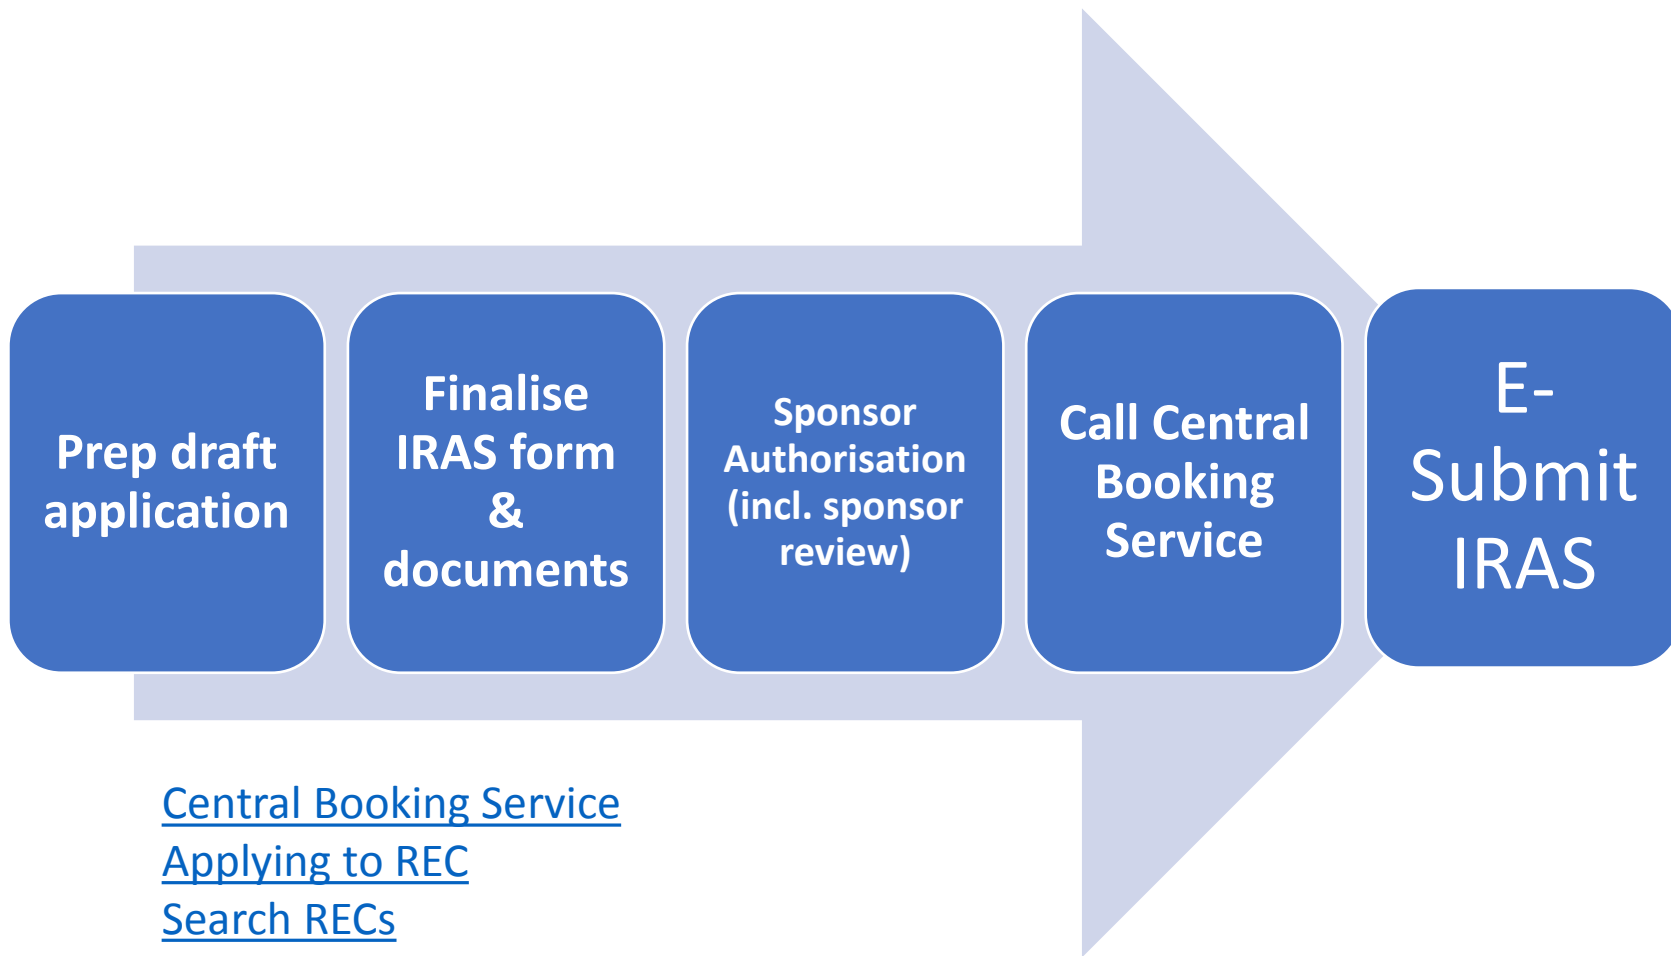 Prep draft
application
Finalise
IRAS form
&
documents
Sponsor
Authorisation
(incl. sponsor
review)
Call Central
Booking
Service
E-
Submit
IRAS
Central Booking Service
Applying to REC
Search RECs